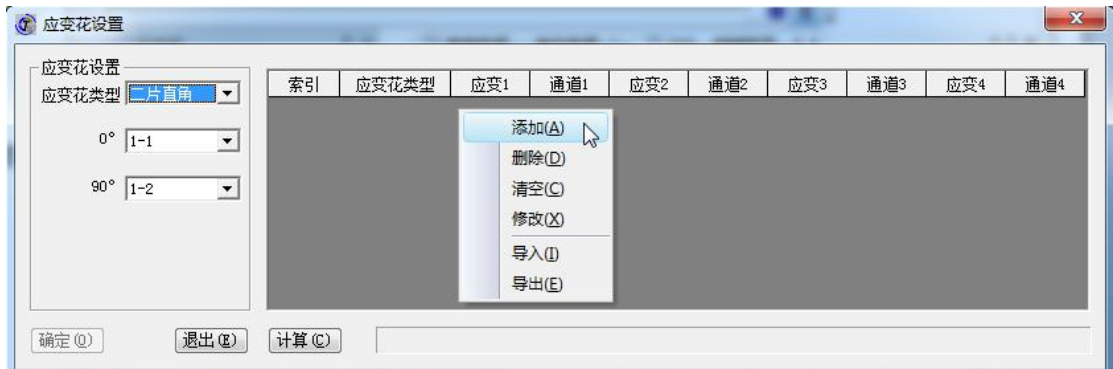 应变花设置
应变花设置
应变花类型 二片直角
0° 1-1
90° 1-2
索引 应变花类型 应变1 通道1 应变2 通道2 应变3 通道3 应变4 通道4
添加(A)
删除(D)
清空(C)
修改(X)
导入(I)
导出(E)
确定(O) 退出(E) 计算(C)